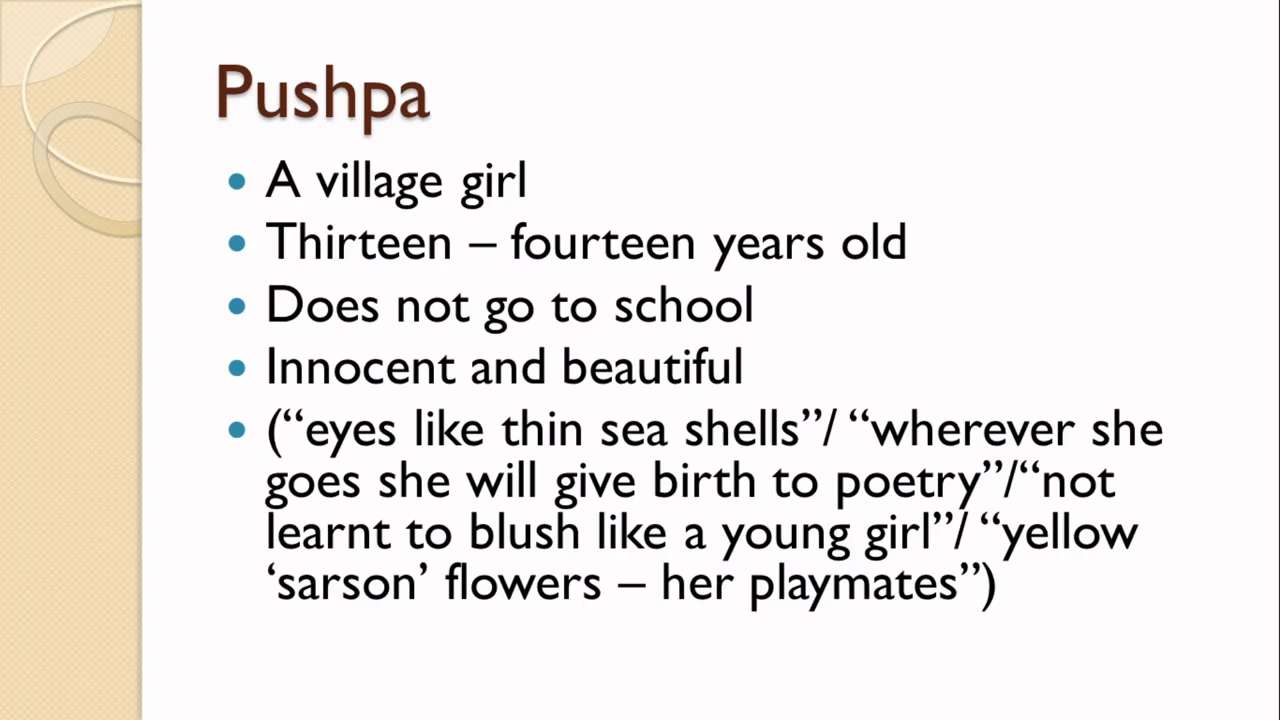 Pushpa
• A village girl
• Thirteen – fourteen years old
• Does not go to school
• Innocent and beautiful
• (“eyes like thin sea shells”/ “wherever she
goes she will give birth to poetry”/“not
learnt to blush like a young girl”/ “yellow
‘sarson’ flowers – her playmates”)